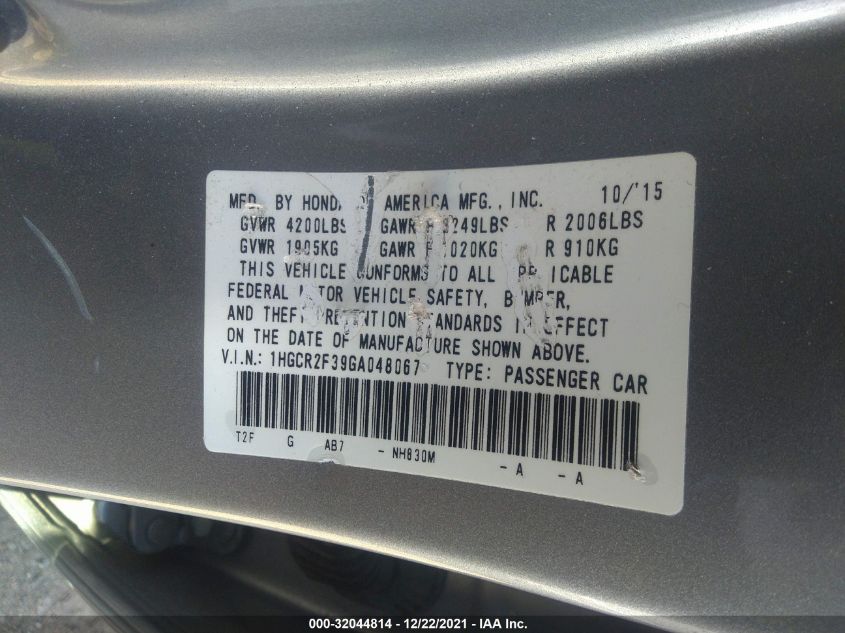 MFD. BY HONDA OF AMERICA MFG., INC. 10/'15
GVWR 4200LBS GAWR F 2249LBS R 2006LBS
GVWR 1905KG GAWR F 1020KG R 910KG
THIS VEHICLE CONFORMS TO ALL APPLICABLE
FEDERAL MOTOR VEHICLE SAFETY, BUMPER,
AND THEFT PREVENTION STANDARDS IN EFFECT
ON THE DATE OF MANUFACTURE SHOWN ABOVE.
V.I.N.: 1HGCR2F39GA048067 TYPE: PASSENGER CAR
T2F G AB7 - NH830M - A - A
000-32044814 - 12/22/2021 - IAA Inc.